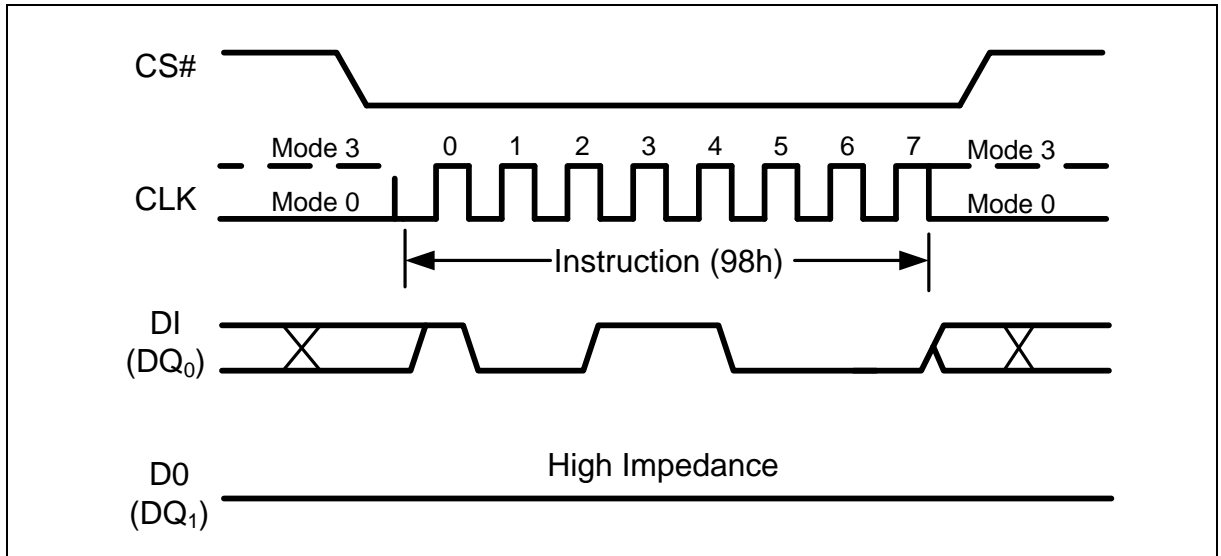 CS#
Mode 3 0 1 2 3 4 5 6 7 Mode 3
CLK Mode 0 Mode 0
Instruction (98h)
DI
(DQ₀)
High Impedance
D0
(DQ₁)